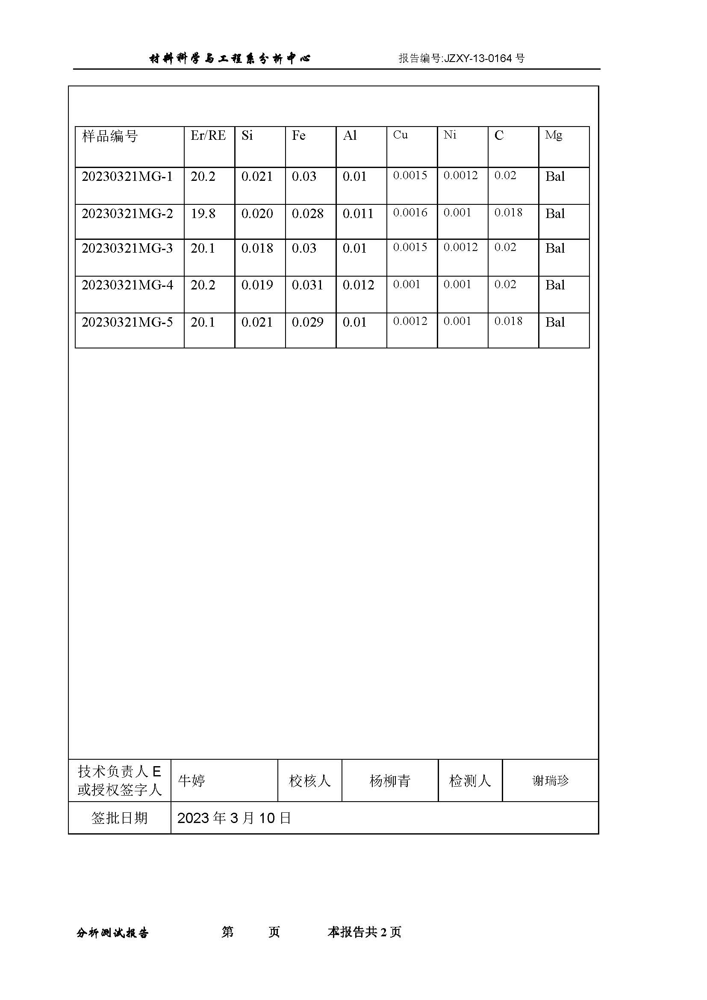 材料科学与工程系分析中心 报告编号:JZXY-13-0164 号
样品编号 Er/RE Si Fe Al Cu Ni C Mg
20230321MG-1 20.2 0.021 0.03 0.01 0.0015 0.0012 0.02 Bal
20230321MG-2 19.8 0.020 0.028 0.011 0.0016 0.001 0.018 Bal
20230321MG-3 20.1 0.018 0.03 0.01 0.0015 0.0012 0.02 Bal
20230321MG-4 20.2 0.019 0.031 0.012 0.001 0.001 0.02 Bal
20230321MG-5 20.1 0.021 0.029 0.01 0.0012 0.001 0.018 Bal
技术负责人 E
或授权签字人 牛婷 校核人 杨柳青 检测人 谢瑞珍
签批日期 2023 年 3 月 10 日
分析测试报告 第 页 本报告共 2 页